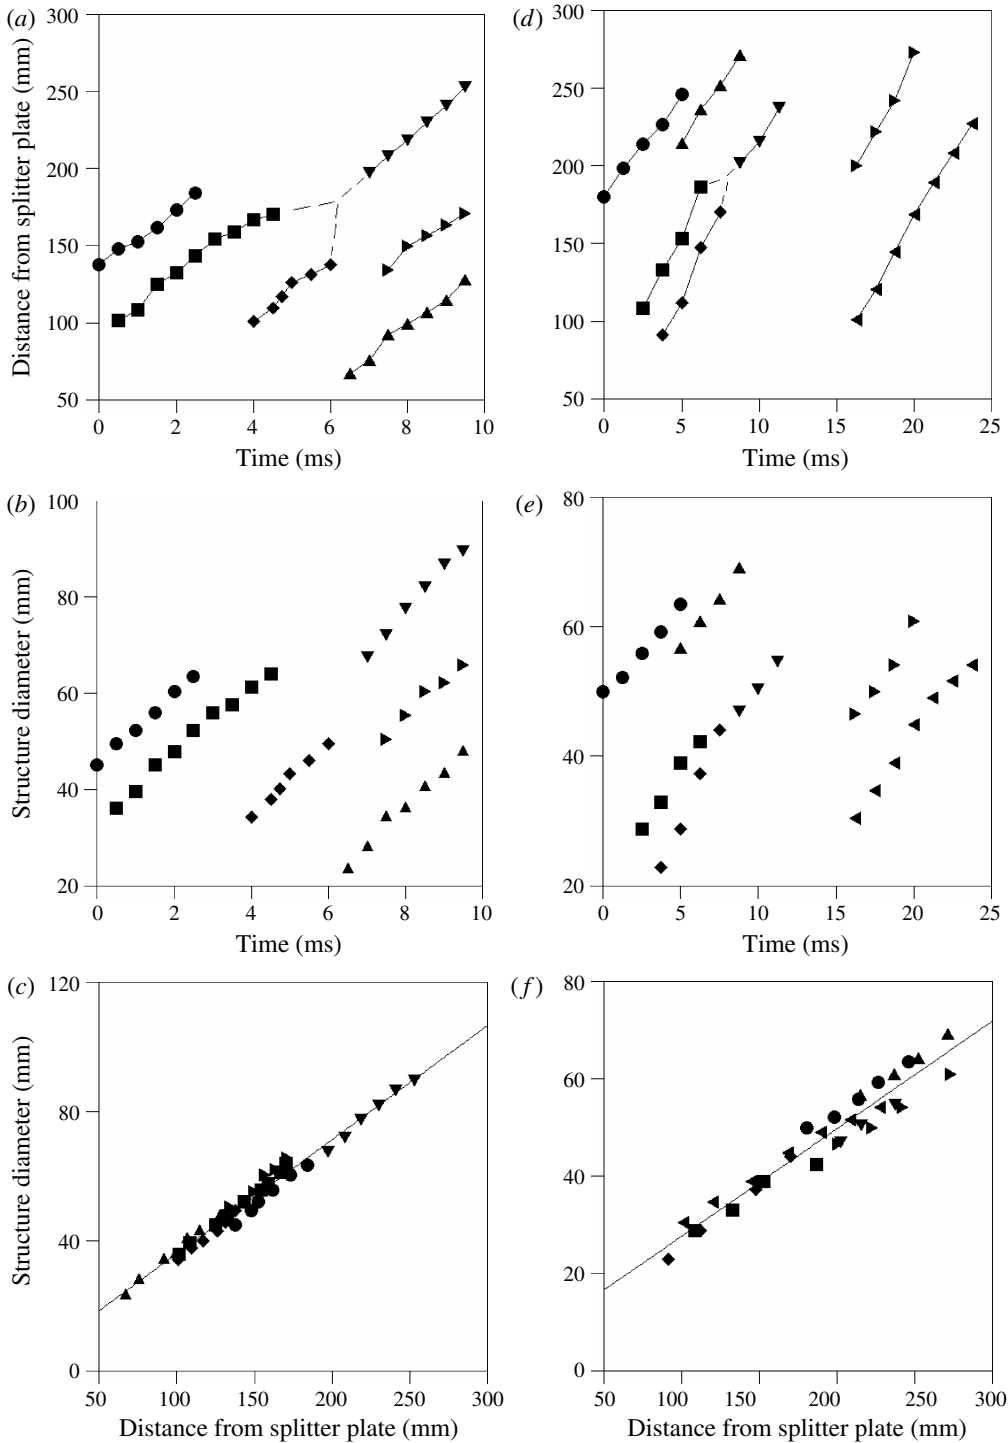 (a)
300
250
200
150
100
50
Distance from splitter plate (mm)
0 2 4 6 8 10
Time (ms)
(d)
300
250
200
150
100
50
0 5 10 15 20 25
Time (ms)
(b)
100
80
60
40
20
Structure diameter (mm)
0 2 4 6 8 10
Time (ms)
(e)
80
60
40
20
0 5 10 15 20 25
Time (ms)
(c)
120
80
40
0
Structure diameter (mm)
50 100 150 200 250 300
Distance from splitter plate (mm)
(f)
80
60
40
20
0
50 100 150 200 250 300
Distance from splitter plate (mm)